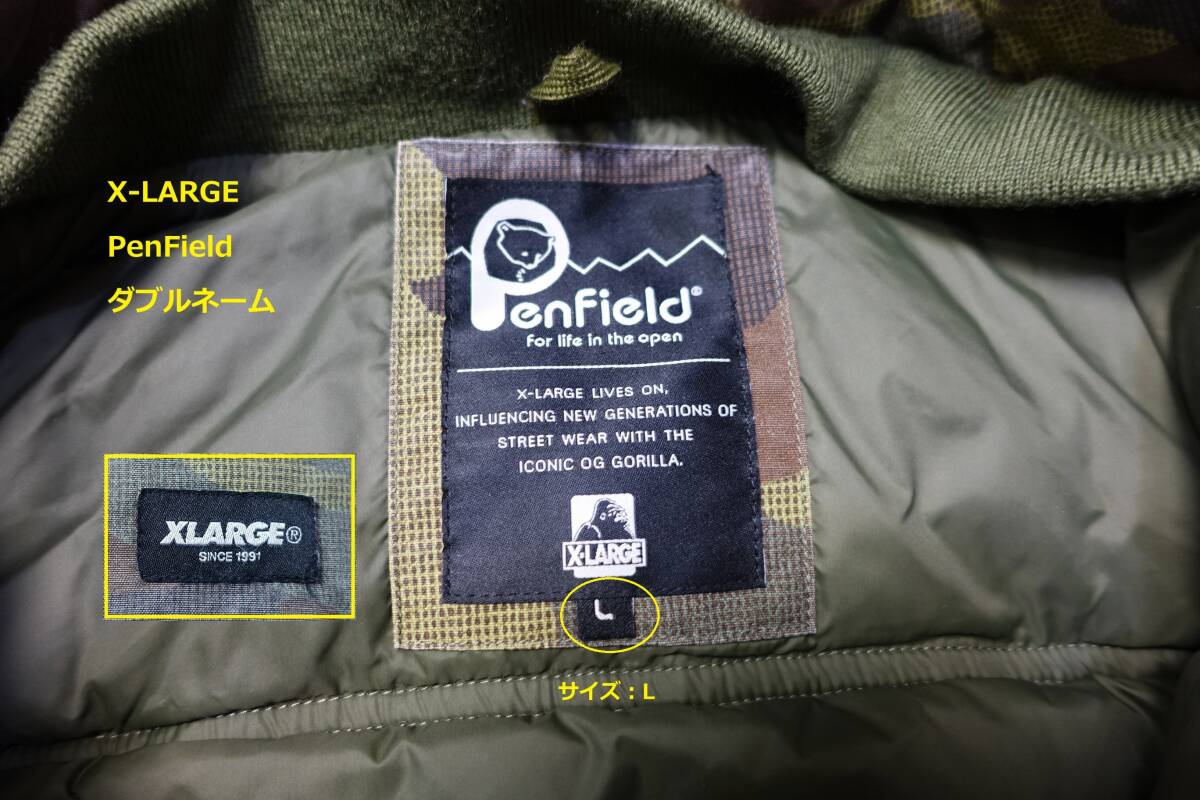 X-LARGE
PenField
ダブルネーム
Penfield®
For life in the open
X-LARGE LIVES ON,
INFLUENCING NEW GENERATIONS OF
STREET WEAR WITH THE
ICONIC OG GORILLA.
X-LARGE
L
サイズ:L
XLARGE®
SINCE 1991